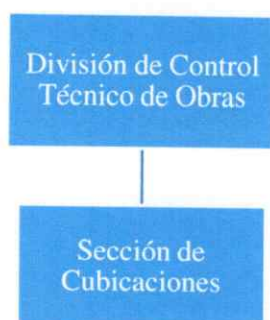 División de Control
Técnico de Obras
Sección de
Cubicaciones